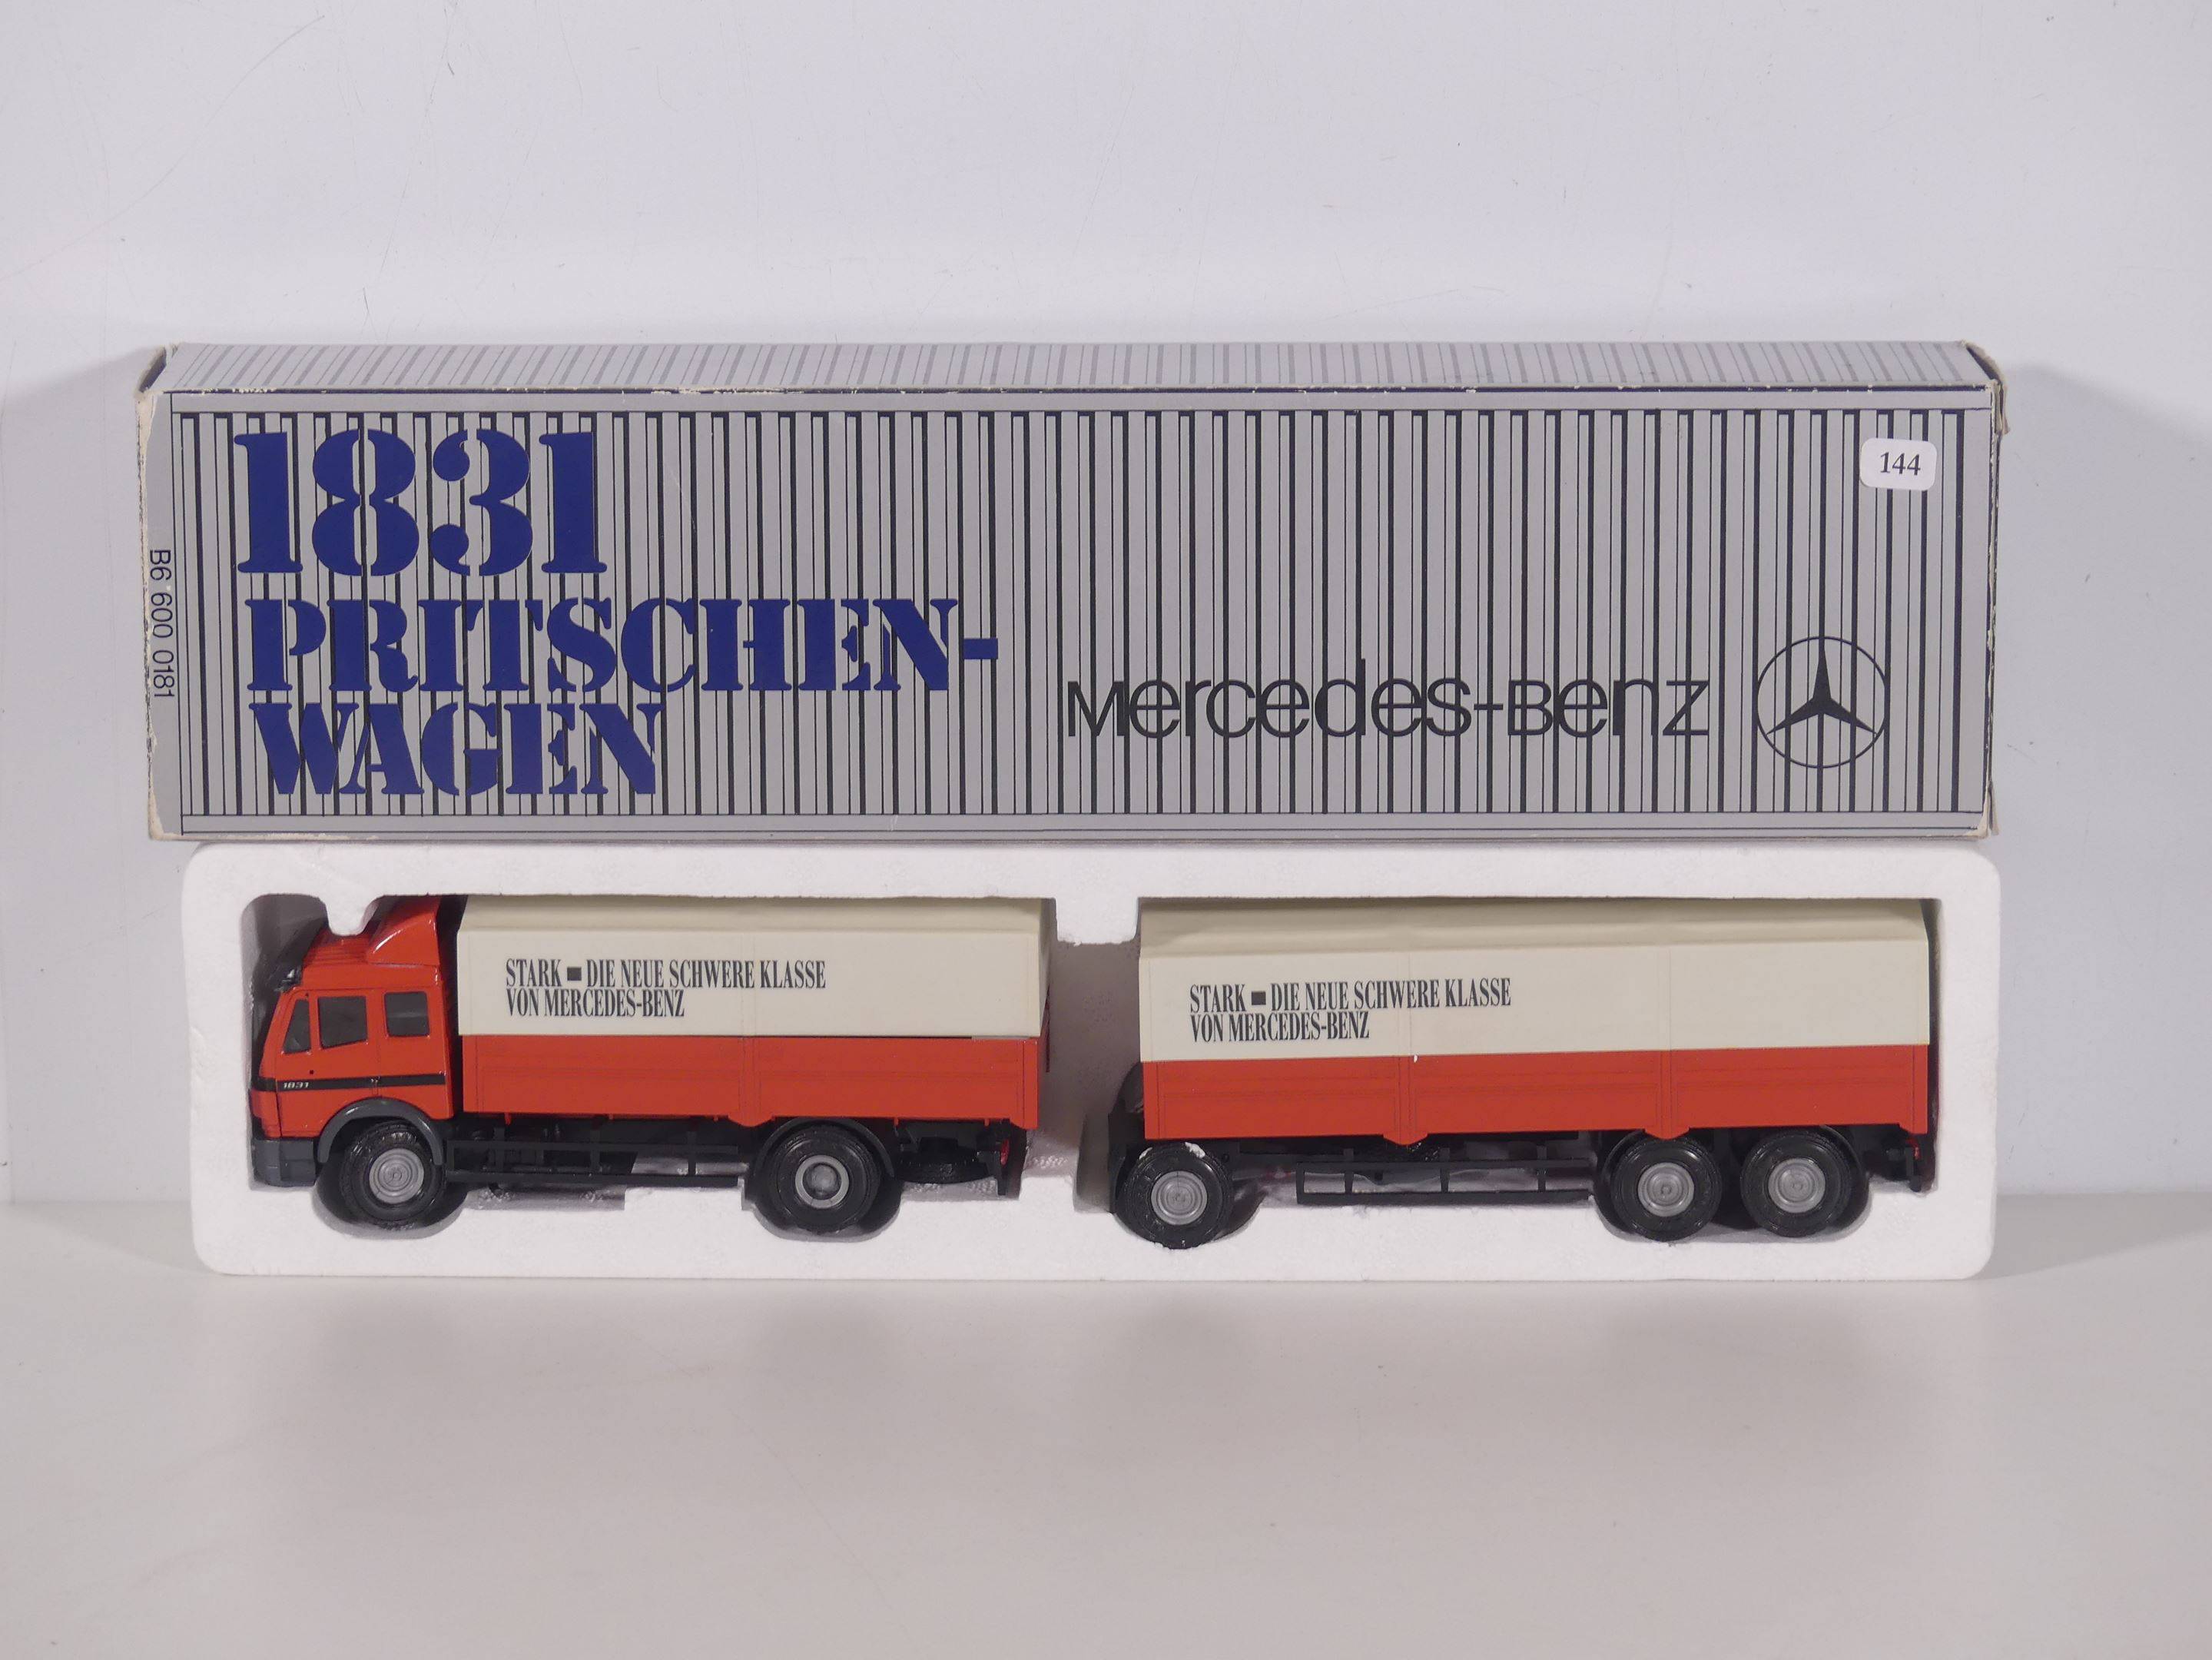 1831
PRITSCHEN-
WAGEN
Mercedes-Benz
144
B6 600 0181
STARK ■ DIE NEUE SCHWERE KLASSE
VON MERCEDES-BENZ
STARK ■ DIE NEUE SCHWERE KLASSE
VON MERCEDES-BENZ
1831